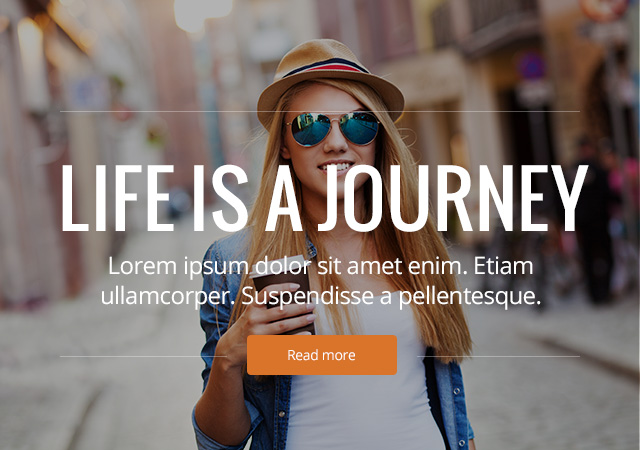 LIFE IS A JOURNEY
Lorem ipsum dolor sit amet enim. Etiam
ullamcorper. Suspendisse a pellentesque.
Read more